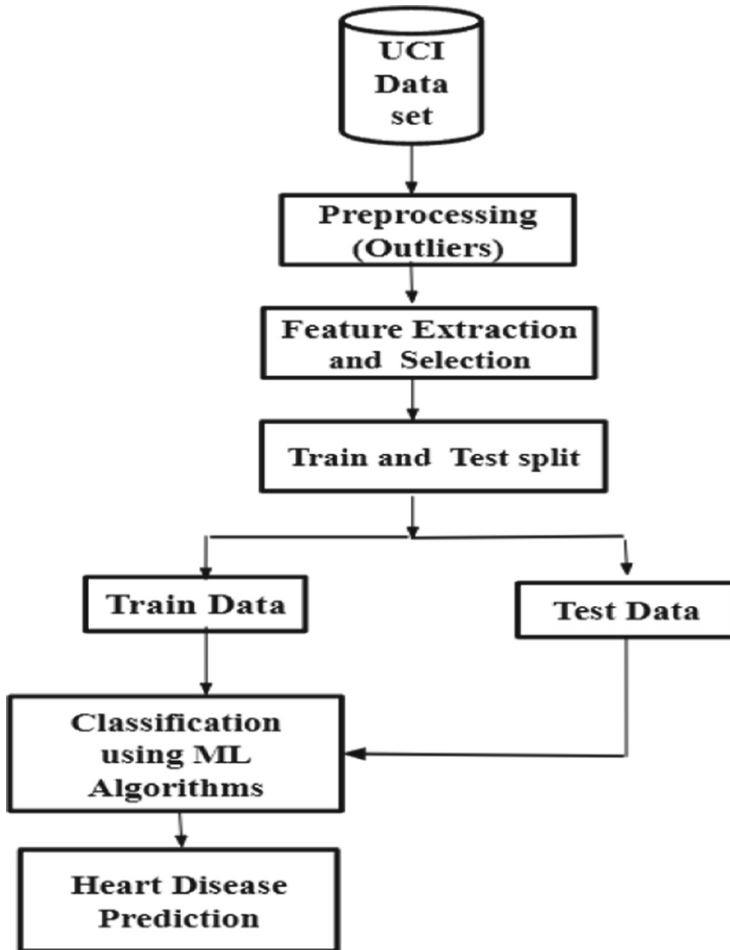 UCI
Data
set
Preprocessing
(Outliers)
Feature Extraction
and Selection
Train and Test split
Train Data
Test Data
Classification
using ML
Algorithms
Heart Disease
Prediction